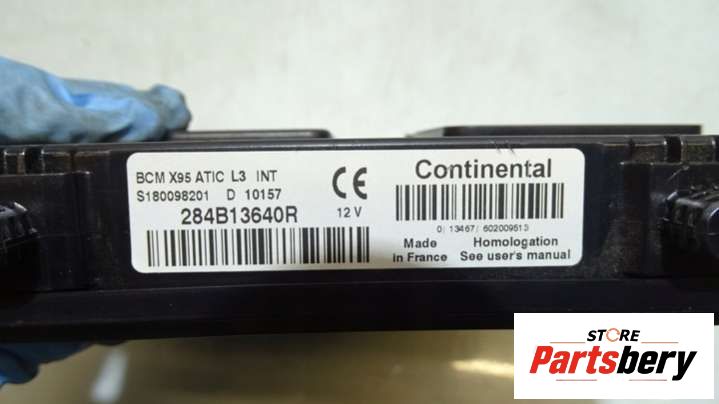 BCM X95 ATIC L3 INT
S180098201 D 10157
284B13640R
CE
12 V
Continental
0| 13467| 602009613
Made in France
Homologation
See user's manual
STORE
Partsbery